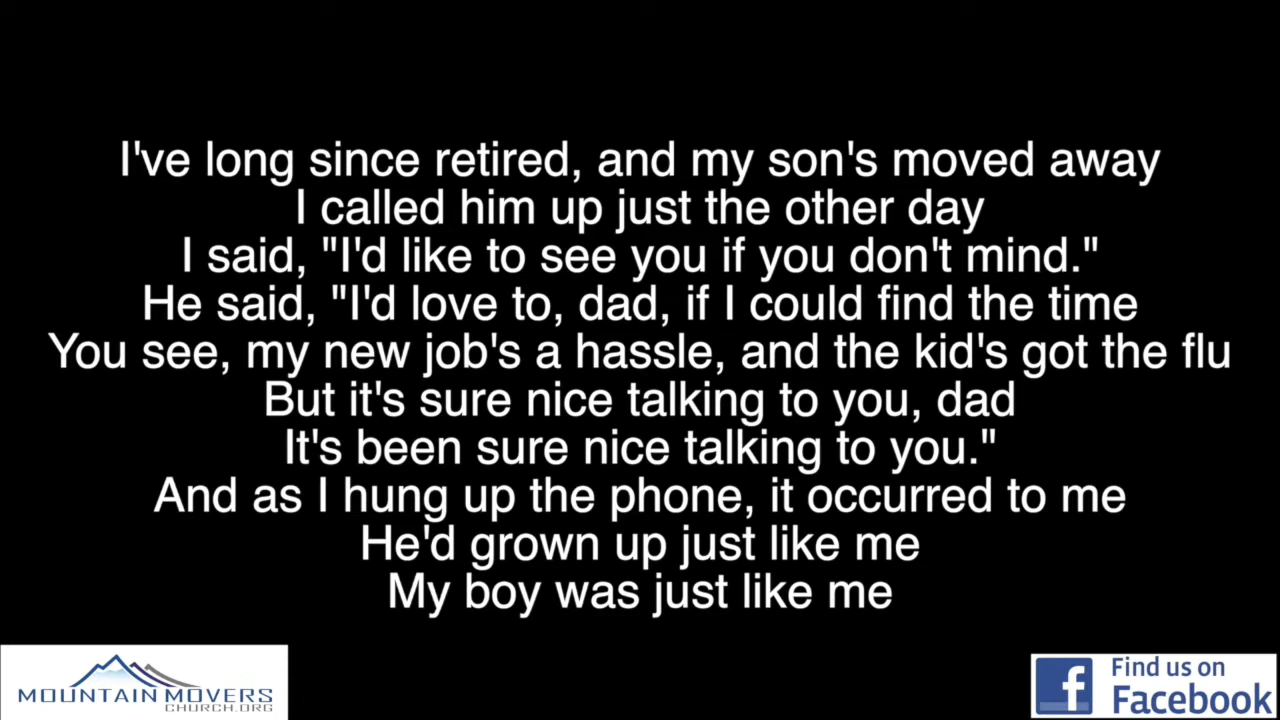 I've long since retired, and my son's moved away
I called him up just the other day
I said, "I'd like to see you if you don't mind."
He said, "I'd love to, dad, if I could find the time
You see, my new job's a hassle, and the kid's got the flu
But it's sure nice talking to you, dad
It's been sure nice talking to you."
And as I hung up the phone, it occurred to me
He'd grown up just like me
My boy was just like me
MOUNTAIN MOVERS
CHURCH.ORG
f
Find us on
Facebook